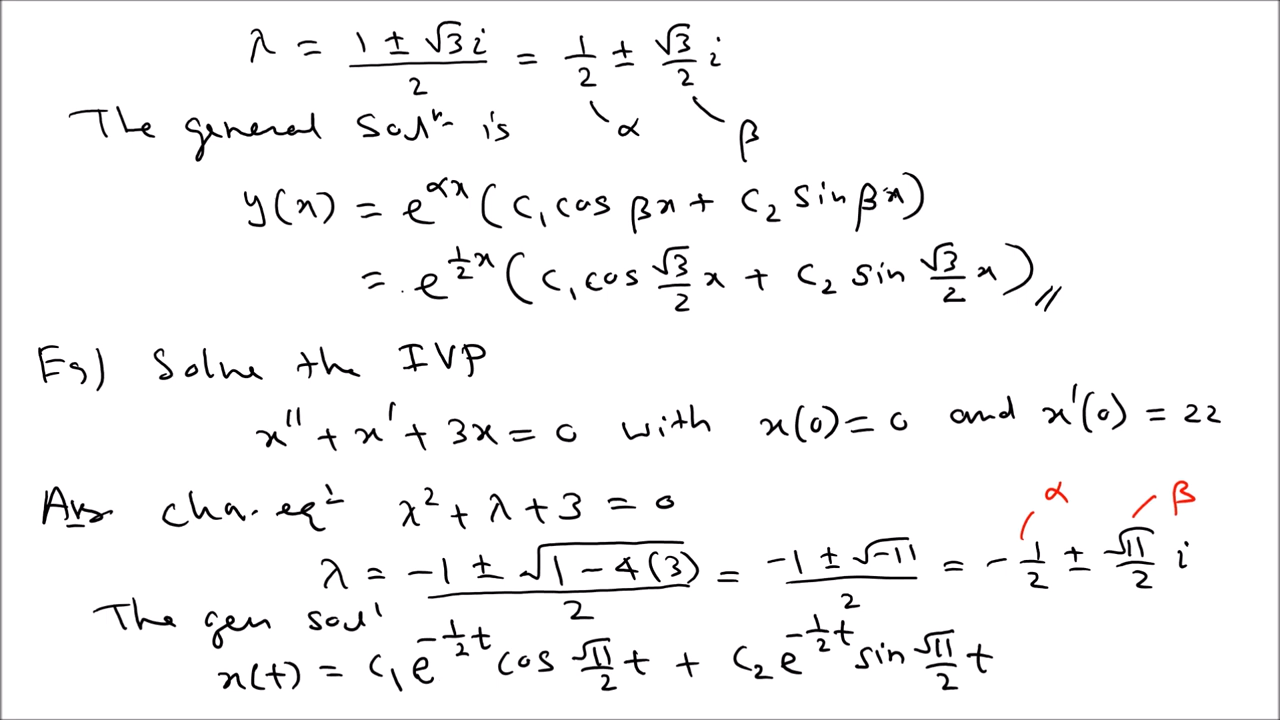 λ = (1 ± √3 i)/2 = 1/2 ± √3/2 i
The general solⁿ is α β
y(x) = e^{αx} (C₁ cos βx + C₂ sin βx)
= e^{1/2 x} (C₁ cos √3/2 x + C₂ sin √3/2 x) //
Eg) Solve the IVP
x'' + x' + 3x = 0 with x(0) = 0 and x'(0) = 22
Ans cha. eqⁿ λ² + λ + 3 = 0 α β
λ = (-1 ± √(1 - 4(3)))/2 = (-1 ± √-11)/2 = -1/2 ± √11/2 i
The gen solⁿ
x(t) = C₁ e^{-1/2 t} cos √11/2 t + C₂ e^{-1/2 t} sin √11/2 t